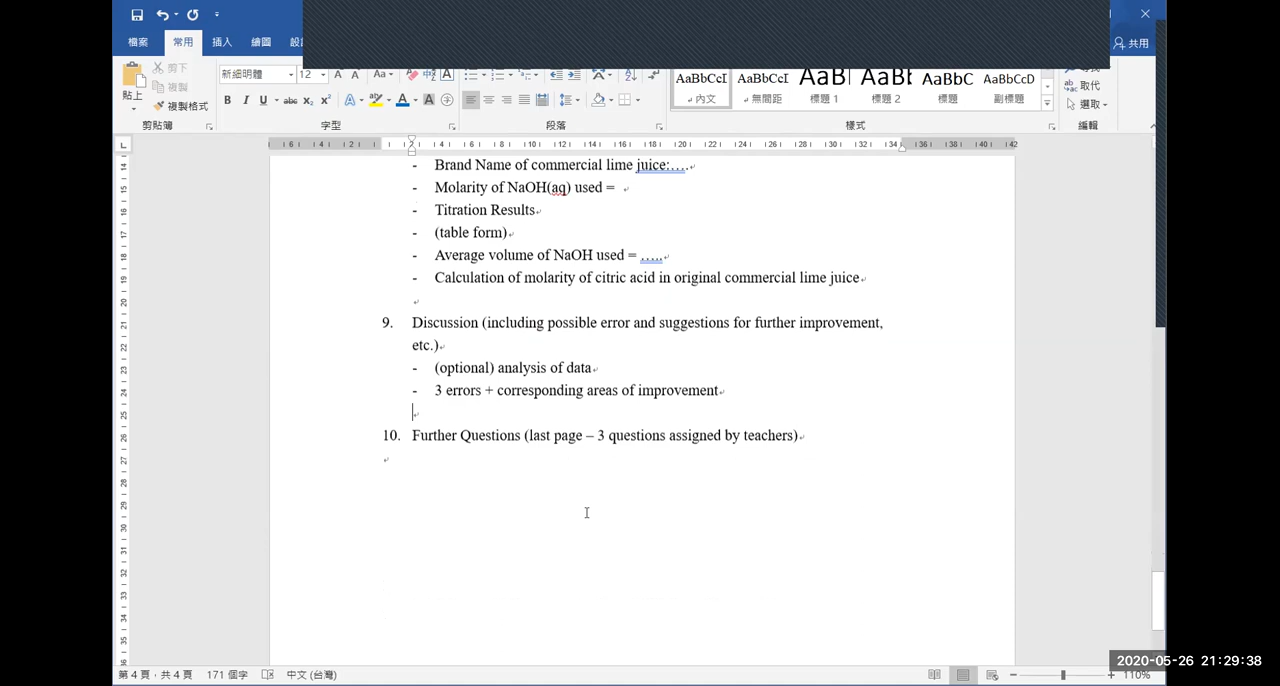 檔案 常用 插入 繪圖
共用
貼上 剪下
複製
複製格式
新細明體 12
AaBbCcI AaBbCcI AaB AaBb AaBbC AaBbCcD
內文 無間距 標題 1 標題 2 標題 副標題
取代
選取
剪貼簿 字型 段落 樣式 編輯
- Brand Name of commercial lime juice:….
- Molarity of NaOH(aq) used =
- Titration Results
- (table form)
- Average volume of NaOH used = …..
- Calculation of molarity of citric acid in original commercial lime juice
9. Discussion (including possible error and suggestions for further improvement,
etc.)
- (optional) analysis of data
- 3 errors + corresponding areas of improvement
10. Further Questions (last page – 3 questions assigned by teachers)
第 4 頁，共 4 頁 171 個字 中文 (台灣) 110%
2020-05-26 21:29:38